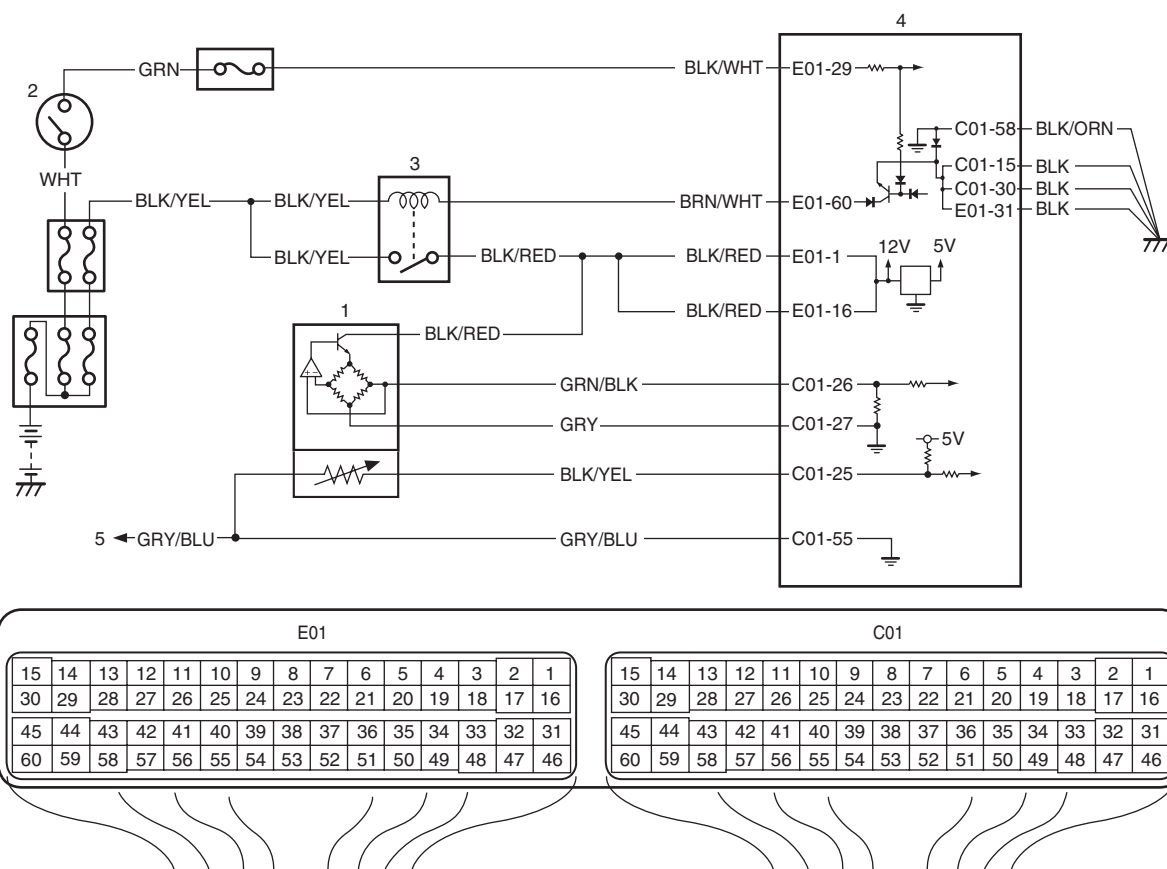 4
GRN BLK/WHT E01-29
2
C01-58 BLK/ORN
C01-15 BLK
WHT 3 C01-30 BLK
BLK/YEL BLK/YEL BRN/WHT E01-60 E01-31 BLK
BLK/YEL BLK/RED BLK/RED E01-1 12V 5V
1 BLK/RED E01-16
BLK/RED
+ -
GRN/BLK C01-26
GRY C01-27
5V
BLK/YEL C01-25
5 GRY/BLU GRY/BLU C01-55
E01 C01
15 14 13 12 11 10 9 8 7 6 5 4 3 2 1 15 14 13 12 11 10 9 8 7 6 5 4 3 2 1
30 29 28 27 26 25 24 23 22 21 20 19 18 17 16 30 29 28 27 26 25 24 23 22 21 20 19 18 17 16
45 44 43 42 41 40 39 38 37 36 35 34 33 32 31 45 44 43 42 41 40 39 38 37 36 35 34 33 32 31
60 59 58 57 56 55 54 53 52 51 50 49 48 47 46 60 59 58 57 56 55 54 53 52 51 50 49 48 47 46